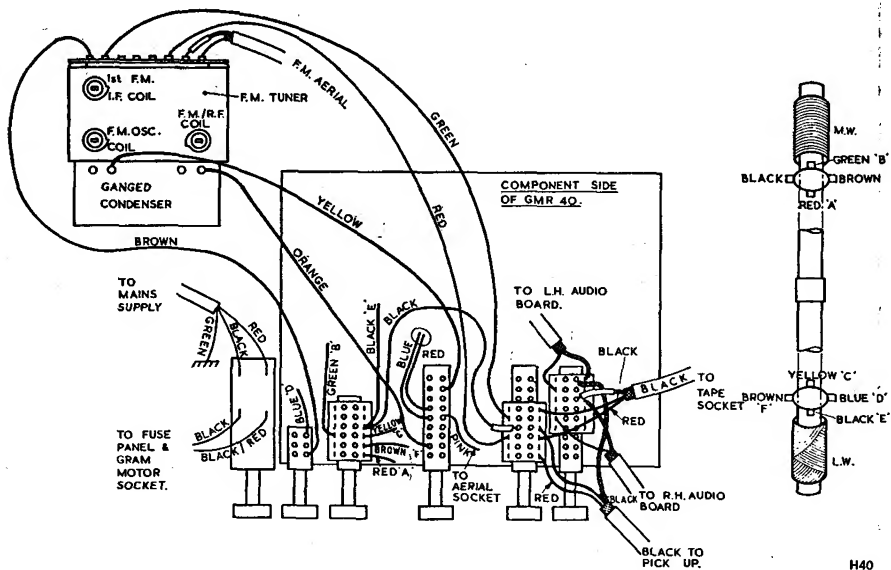 1st F.M.
I.F. COIL
F.M. TUNER
F.M./R.F.
COIL
F.M. OSC.
COIL
GANGED
CONDENSER
F.M. AERIAL
GREEN
RED
YELLOW
ORANGE
BROWN
COMPONENT SIDE
OF GMR 40.
TO
MAINS
SUPPLY
GREEN
BLACK
RED
BLACK
BLACK/RED
TO FUSE
PANEL &
GRAM
MOTOR
SOCKET.
BLUE 'D'
GREEN 'B'
BLACK 'E'
BLACK
BLUE
RED
YELLOW 'C'
BROWN 'F'
RED 'A'
PINK
TO
AERIAL
SOCKET
TO L.H. AUDIO
BOARD.
BLACK
BLACK
TO
TAPE
SOCKET
RED
RED
BLACK
TO R.H. AUDIO
BOARD
BLACK TO
PICK UP.
M.W.
GREEN 'B'
BLACK
BROWN
RED 'A'
YELLOW 'C'
BROWN 'F'
BLUE 'D'
BLACK 'E'
L.W.
H40